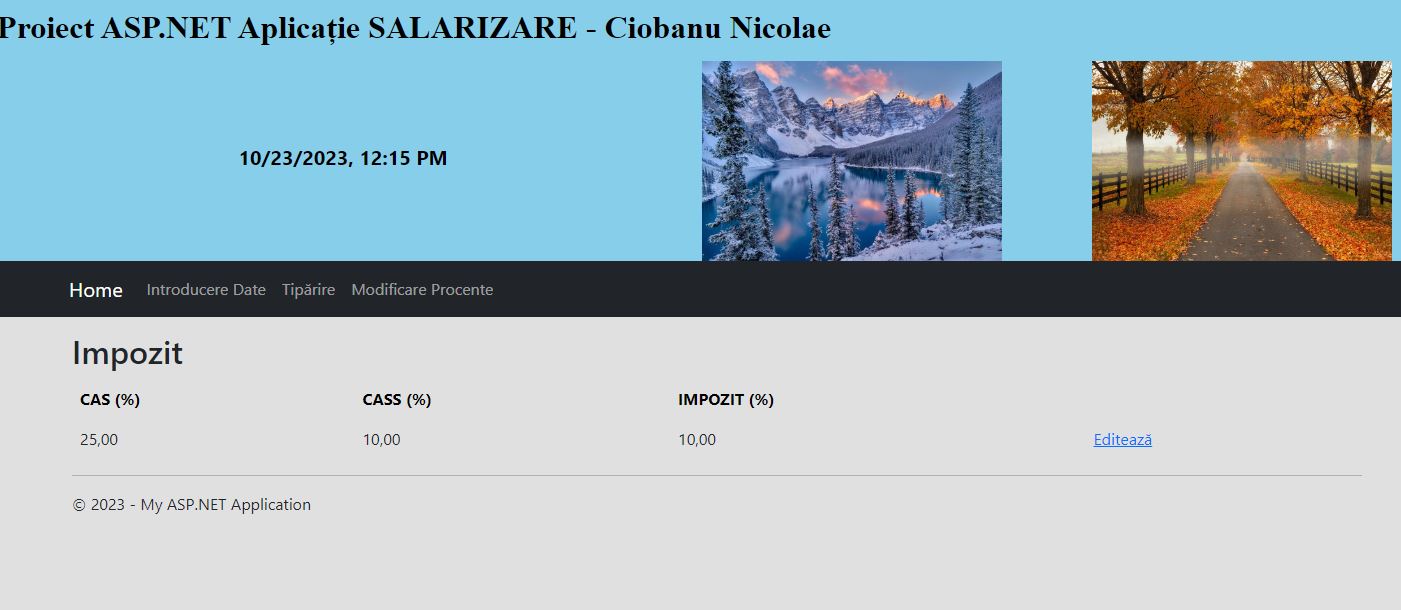 Proiect ASP.NET Aplicație SALARIZARE - Ciobanu Nicolae
10/23/2023, 12:15 PM
Home Introducere Date Tipărire Modificare Procente
Impozit
CAS (%) CASS (%) IMPOZIT (%)
25,00 10,00 10,00 Editează
© 2023 - My ASP.NET Application